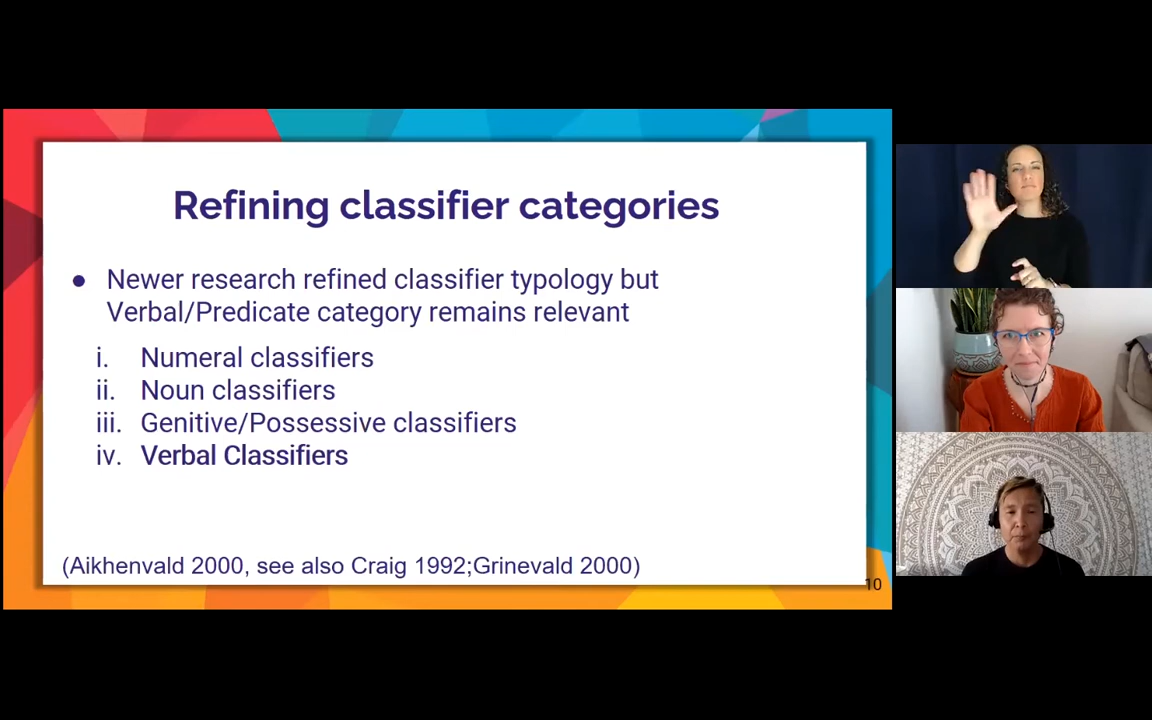 Refining classifier categories
● Newer research refined classifier typology but
Verbal/Predicate category remains relevant
i. Numeral classifiers
ii. Noun classifiers
iii. Genitive/Possessive classifiers
iv. Verbal Classifiers
(Aikhenvald 2000, see also Craig 1992;Grinevald 2000)
10